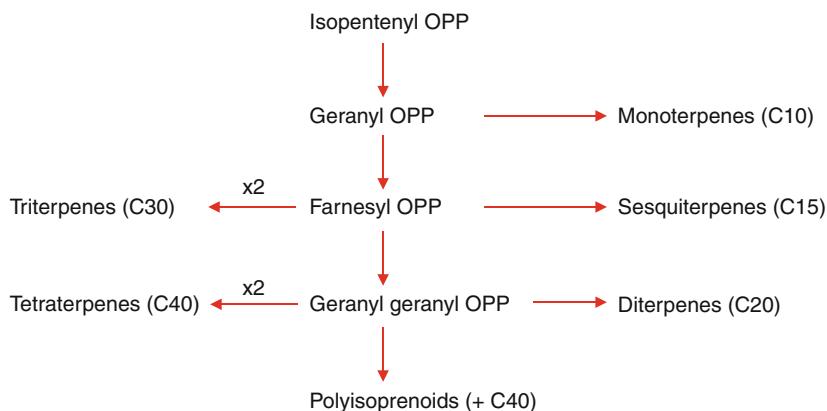 Isopentenyl OPP
Geranyl OPP
Monoterpenes (C10)
x2
Triterpenes (C30)
Farnesyl OPP
Sesquiterpenes (C15)
x2
Tetraterpenes (C40)
Geranyl geranyl OPP
Diterpenes (C20)
Polyisoprenoids (+ C40)